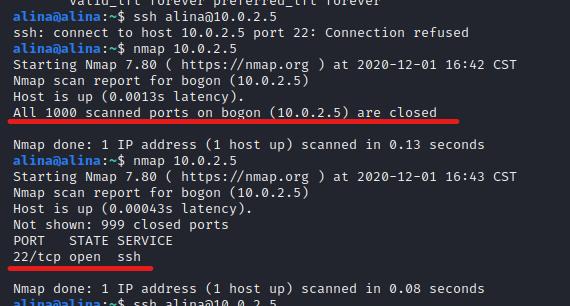 valid_lft forever preferred_lft forever
alina@alina:~$ ssh alina@10.0.2.5
ssh: connect to host 10.0.2.5 port 22: Connection refused
alina@alina:~$ nmap 10.0.2.5
Starting Nmap 7.80 ( https://nmap.org ) at 2020-12-01 16:42 CST
Nmap scan report for bogon (10.0.2.5)
Host is up (0.0013s latency).
All 1000 scanned ports on bogon (10.0.2.5) are closed
Nmap done: 1 IP address (1 host up) scanned in 0.13 seconds
alina@alina:~$ nmap 10.0.2.5
Starting Nmap 7.80 ( https://nmap.org ) at 2020-12-01 16:43 CST
Nmap scan report for bogon (10.0.2.5)
Host is up (0.00043s latency).
Not shown: 999 closed ports
PORT   STATE SERVICE
22/tcp open  ssh
Nmap done: 1 IP address (1 host up) scanned in 0.08 seconds
alina@alina:~$ ssh alina@10.0.2.5